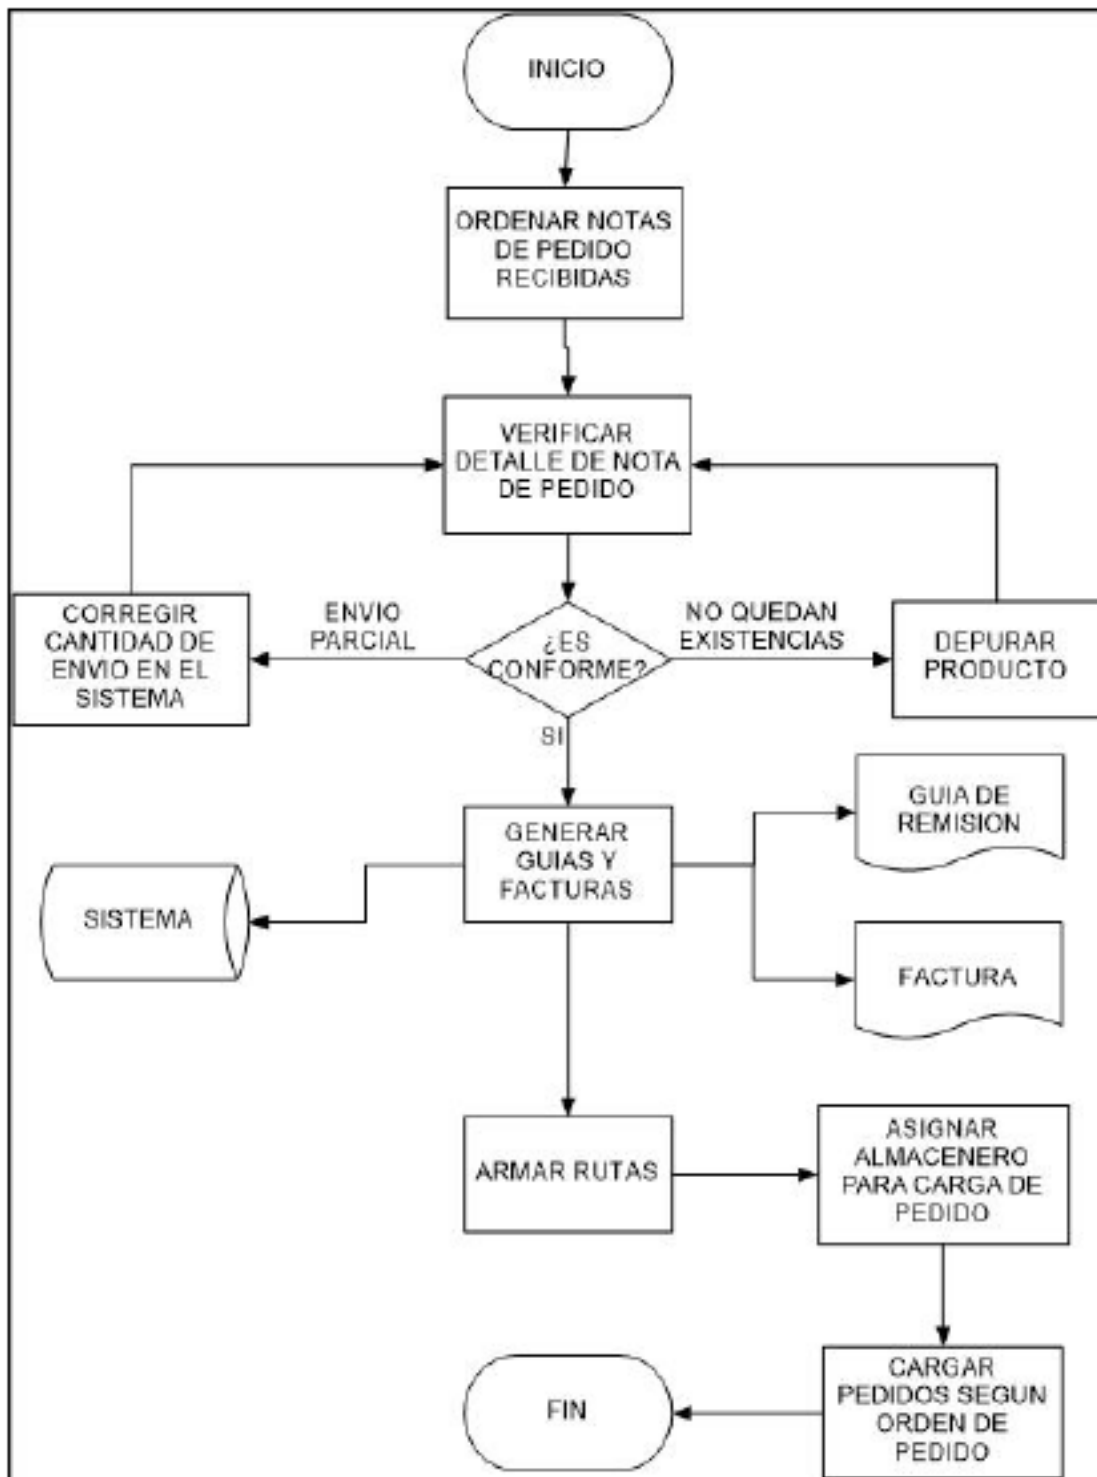 INICIO
ORDENAR NOTAS
DE PEDIDO
RECIBIDAS
VERIFICAR
DETALLE DE NOTA
DE PEDIDO
CORREGIR
CANTIDAD DE
ENVIO EN EL
SISTEMA
ENVIO
PARCIAL
¿ES
CONFORME?
NO QUEDAN
EXISTENCIAS
DEPURAR
PRODUCTO
SI
GENERAR
GUIAS Y
FACTURAS
GUIA DE
REMISION
SISTEMA
FACTURA
ARMAR RUTAS
ASIGNAR
ALMACENERO
PARA CARGA DE
PEDIDO
CARGAR
PEDIDOS SEGUN
ORDEN DE
PEDIDO
FIN